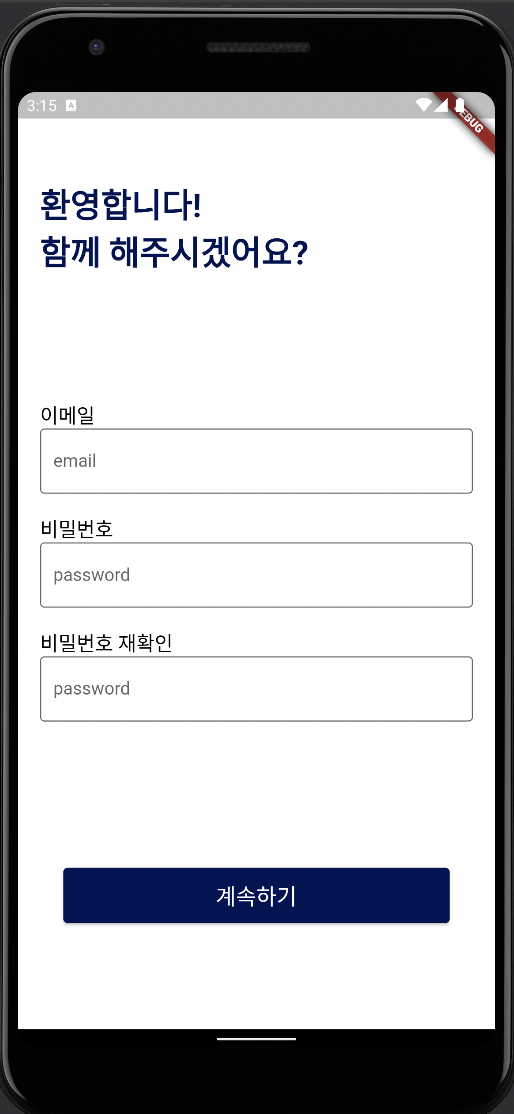 3:15 A
DEBUG
환영합니다!
함께 해주시겠어요?
이메일
email
비밀번호
password
비밀번호 재확인
password
계속하기